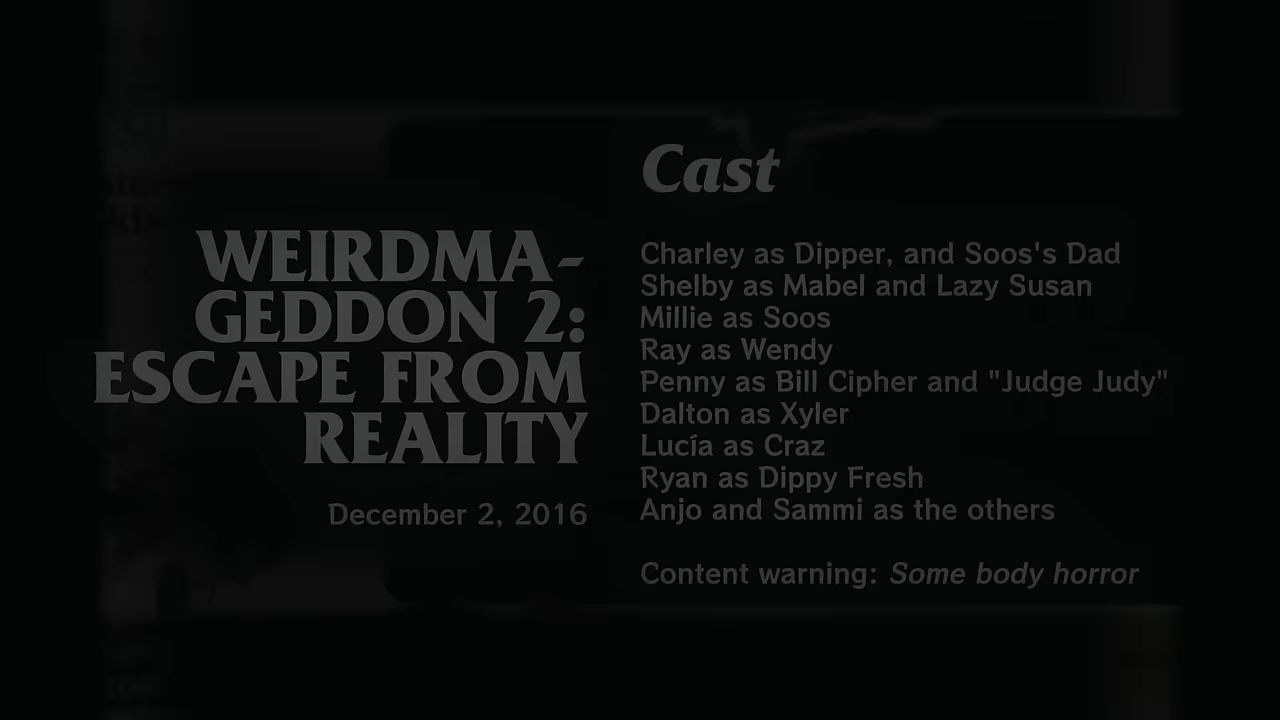 WEIRDMA-
GEDDON 2:
ESCAPE FROM
REALITY
December 2, 2016
Cast
Charley as Dipper, and Soos's Dad
Shelby as Mabel and Lazy Susan
Millie as Soos
Ray as Wendy
Penny as Bill Cipher and "Judge Judy"
Dalton as Xyler
Lucía as Craz
Ryan as Dippy Fresh
Anjo and Sammi as the others
Content warning: Some body horror